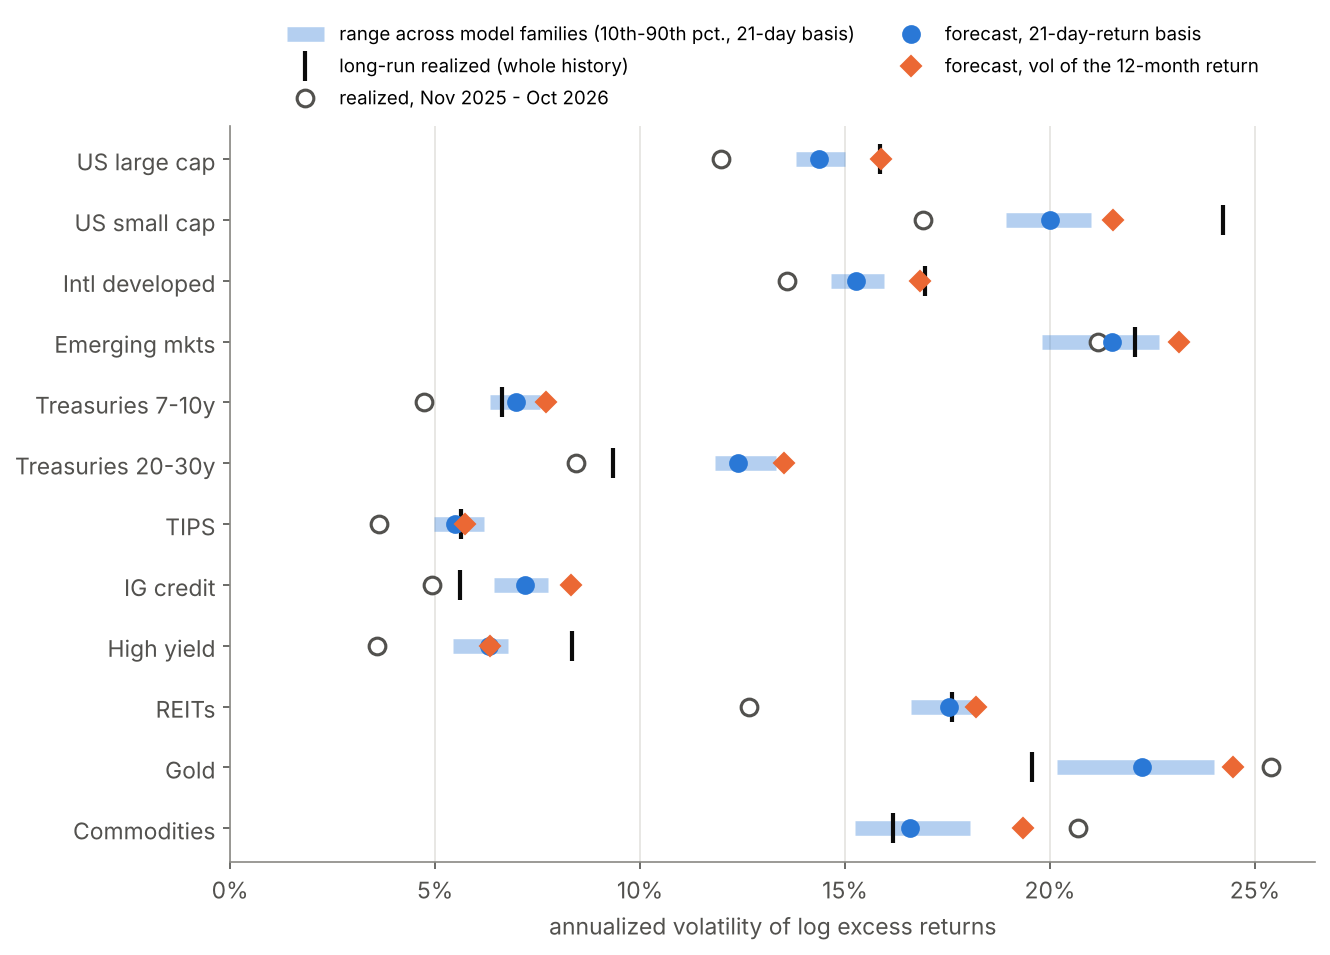 range across model families (10th-90th pct., 21-day basis)
long-run realized (whole history)
realized, Nov 2025 - Oct 2026
forecast, 21-day-return basis
forecast, vol of the 12-month return
US large cap
US small cap
Intl developed
Emerging mkts
Treasuries 7-10y
Treasuries 20-30y
TIPS
IG credit
High yield
REITs
Gold
Commodities
0% 5% 10% 15% 20% 25%
annualized volatility of log excess returns